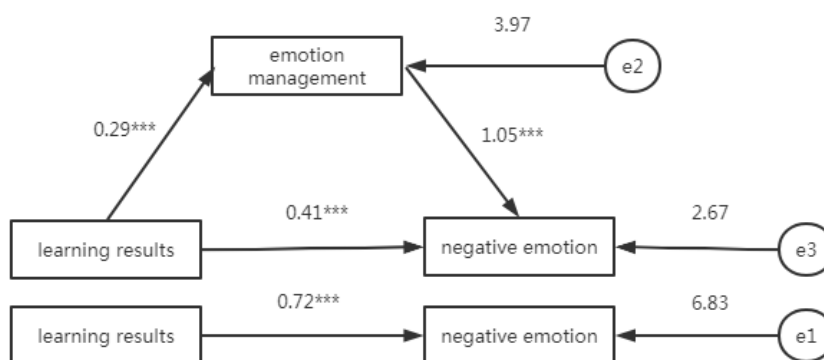 3.97
emotion
management
e2
0.29***
1.05***
0.41***
2.67
learning results
negative emotion
e3
0.72***
6.83
learning results
negative emotion
e1